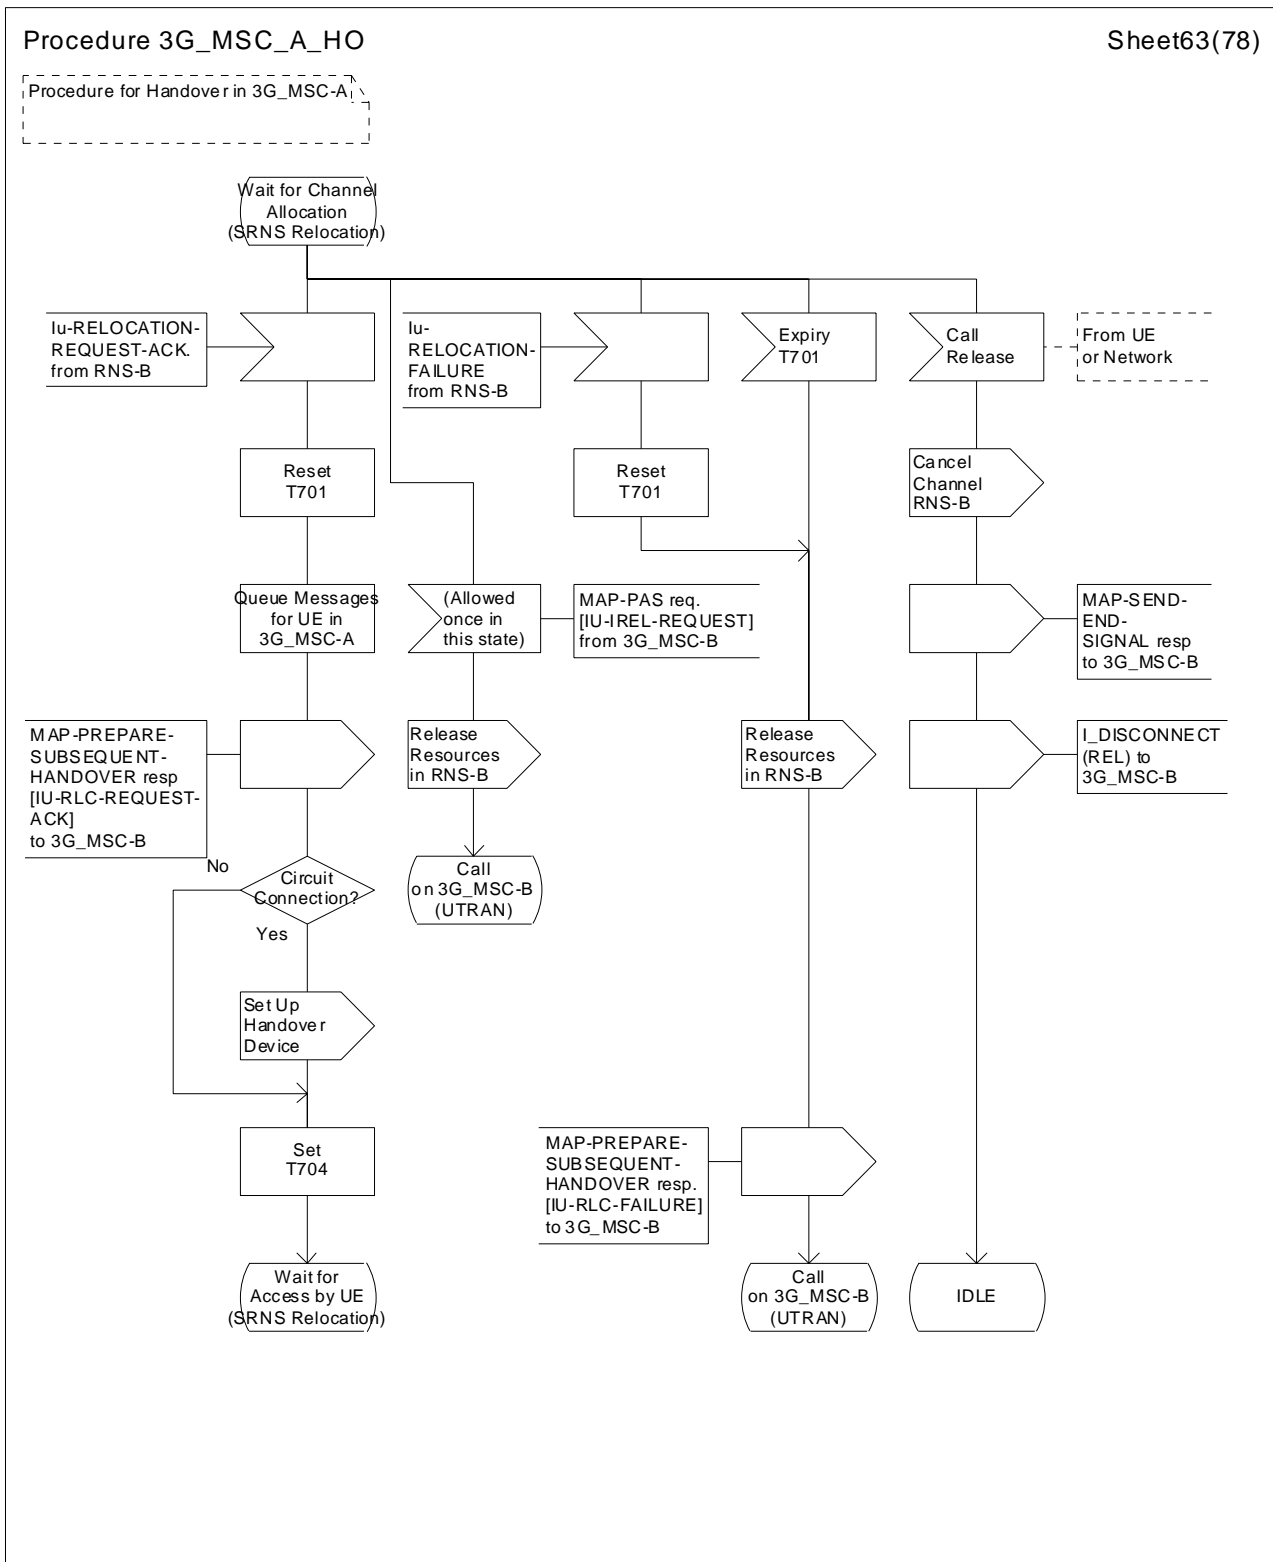 Procedure 3G_MSC_A_HO
Sheet63(78)
Procedure for Handover in 3G_MSC-A
Wait for Channel
Allocation
(SRNS Relocation)
Iu-RELOCATION-
REQUEST-ACK.
from RNS-B
Iu-
RELOCATION-
FAILURE
from RNS-B
Expiry
T701
Call
Release
From UE
or Network
Reset
T701
Reset
T701
Cancel
Channel
RNS-B
Queue Messages
for UE in
3G_MSC-A
(Allowed
once in
this state)
MAP-PAS req.
[IU-IREL-REQUEST]
from 3G_MSC-B
MAP-SEND-
END-
SIGNAL resp
to 3G_MSC-B
MAP-PREPARE-
SUBSEQUENT-
HANDOVER resp
[IU-RLC-REQUEST-
ACK]
to 3G_MSC-B
Release
Resources
in RNS-B
Release
Resources
in RNS-B
I_DISCONNECT
(REL) to
3G_MSC-B
No
Circuit
Connection?
Yes
Call
on 3G_MSC-B
(UTRAN)
Set Up
Handover
Device
Set
T704
MAP-PREPARE-
SUBSEQUENT-
HANDOVER resp.
[IU-RLC-FAILURE]
to 3G_MSC-B
Wait for
Access by UE
(SRNS Relocation)
Call
on 3G_MSC-B
(UTRAN)
IDLE